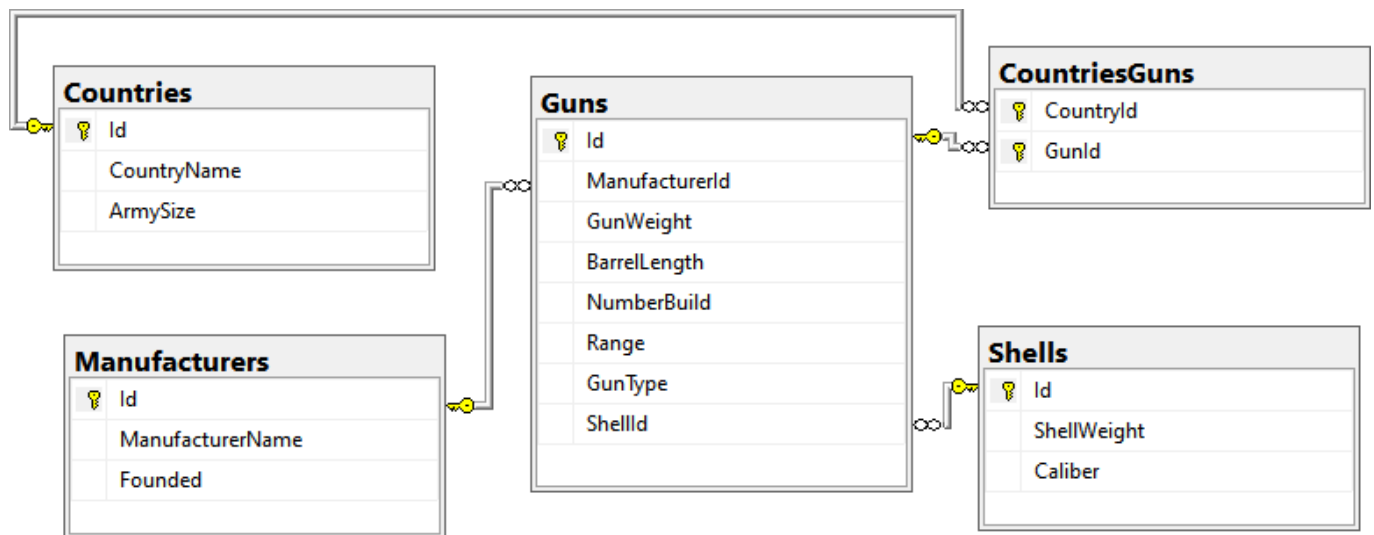 Countries
Id
CountryName
ArmySize
Manufacturers
Id
ManufacturerName
Founded
Guns
Id
ManufacturerId
GunWeight
BarrelLength
NumberBuild
Range
GunType
ShellId
CountriesGuns
CountryId
GunId
Shells
Id
ShellWeight
Caliber